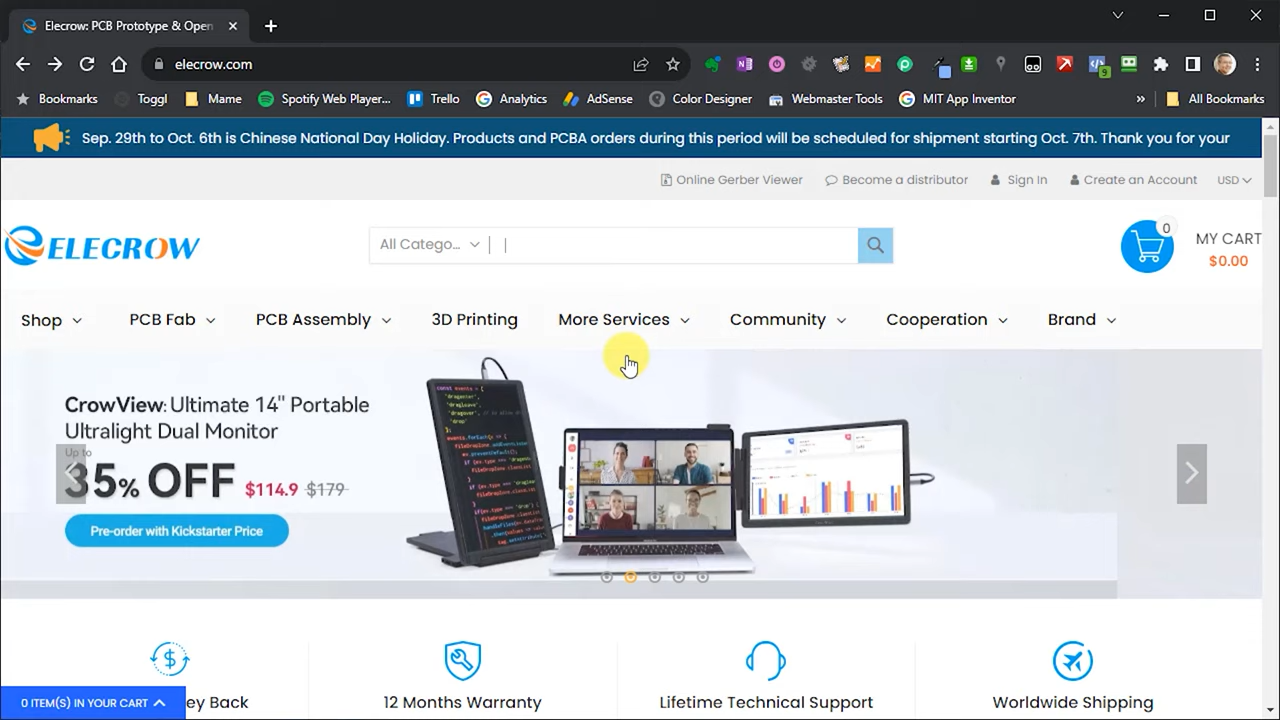 Elecrow: PCB Prototype & Open
elecrow.com
9
Bookmarks
Toggl
Mame
Spotify Web Player...
Trello
Analytics
AdSense
Color Designer
Webmaster Tools
MIT App Inventor
»
All Bookmarks
Sep. 29th to Oct. 6th is Chinese National Day Holiday. Products and PCBA orders during this period will be scheduled for shipment starting Oct. 7th. Thank you for your
Online Gerber Viewer
Become a distributor
Sign In
Create an Account
USD
ELECROW
All Catego...
0
MY CART
$0.00
Shop
PCB Fab
PCB Assembly
3D Printing
More Services
Community
Cooperation
Brand
CrowView: Ultimate 14" Portable
Ultralight Dual Monitor
Up to
35% OFF $114.9 $179
Pre-order with Kickstarter Price
ey Back
12 Months Warranty
Lifetime Technical Support
Worldwide Shipping
0 ITEM(S) IN YOUR CART